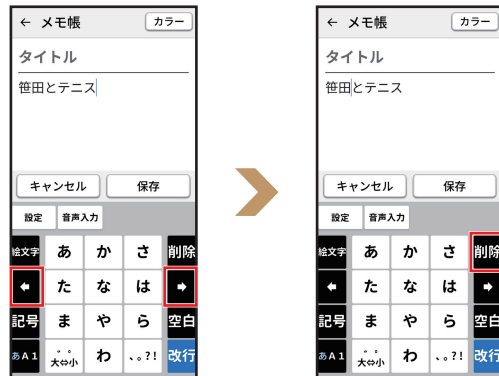 ← メモ帳 カラー
タイトル
笹田とテニス
キャンセル 保存
設定 音声入力
絵文字 あ か さ 削除
← た な は →
記号 ま や ら 空白
あA1 大⇔小 わ 、。?! 改行
← メモ帳 カラー
タイトル
笹田とテニス
キャンセル 保存
設定 音声入力
絵文字 あ か さ 削除
← た な は →
記号 ま や ら 空白
あA1 大⇔小 わ 、。?! 改行